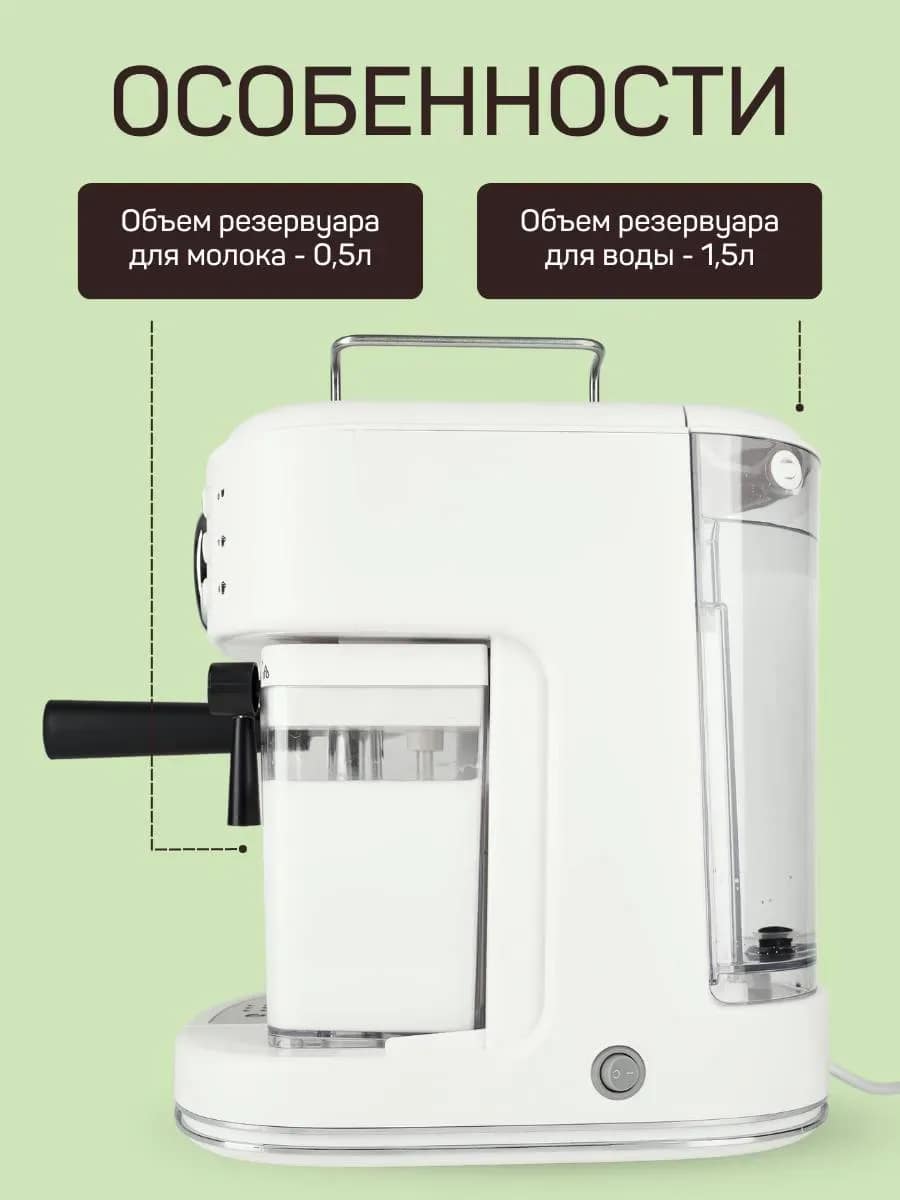 ОСОБЕННОСТИ
Объем резервуара
для молока - 0,5л
Объем резервуара
для воды - 1,5л